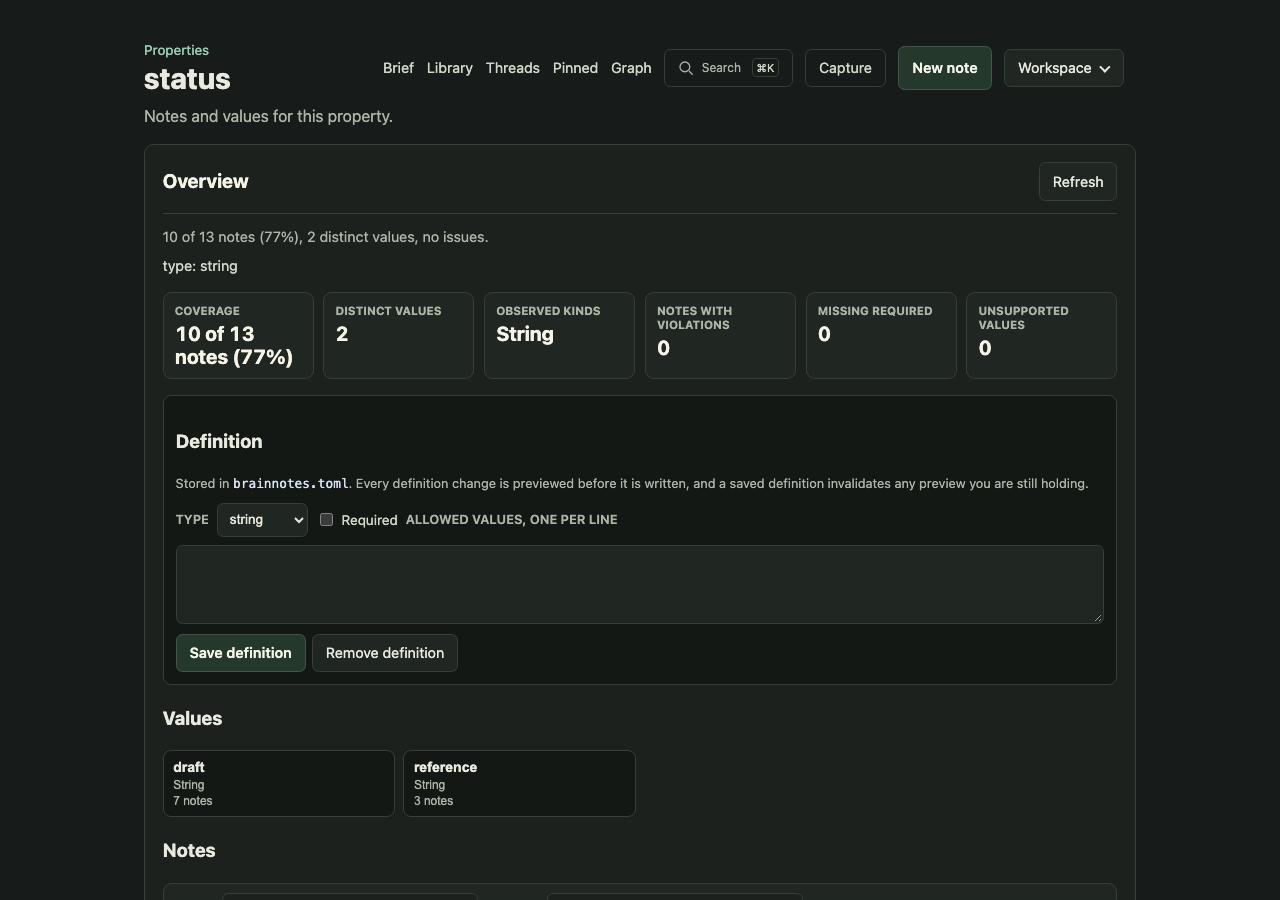 Properties
status
Brief Library Threads Pinned Graph Search ⌘K Capture New note Workspace
Notes and values for this property.
Overview
Refresh
10 of 13 notes (77%), 2 distinct values, no issues.
type: string
COVERAGE
10 of 13
notes (77%)
DISTINCT VALUES
2
OBSERVED KINDS
String
NOTES WITH
VIOLATIONS
0
MISSING REQUIRED
0
UNSUPPORTED
VALUES
0
Definition
Stored in brainnotes.toml. Every definition change is previewed before it is written, and a saved definition invalidates any preview you are still holding.
TYPE string Required ALLOWED VALUES, ONE PER LINE
Save definition Remove definition
Values
draft
String
7 notes
reference
String
3 notes
Notes